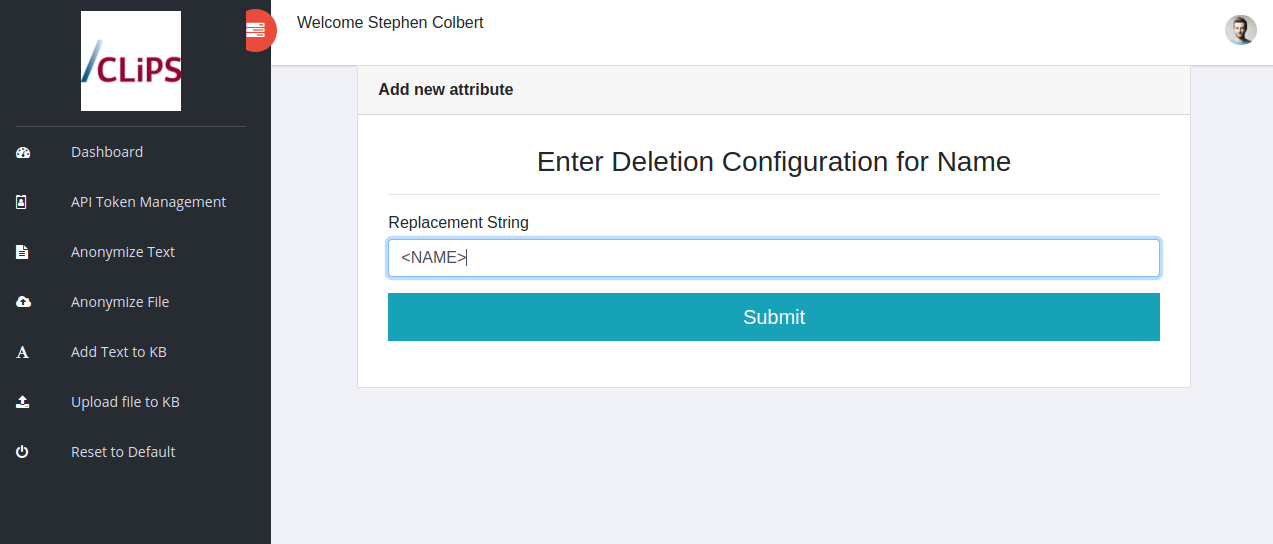 CLiPS
Welcome Stephen Colbert
Dashboard
API Token Management
Anonymize Text
Anonymize File
Add Text to KB
Upload file to KB
Reset to Default
Add new attribute
Enter Deletion Configuration for Name
Replacement String
<NAME>
Submit